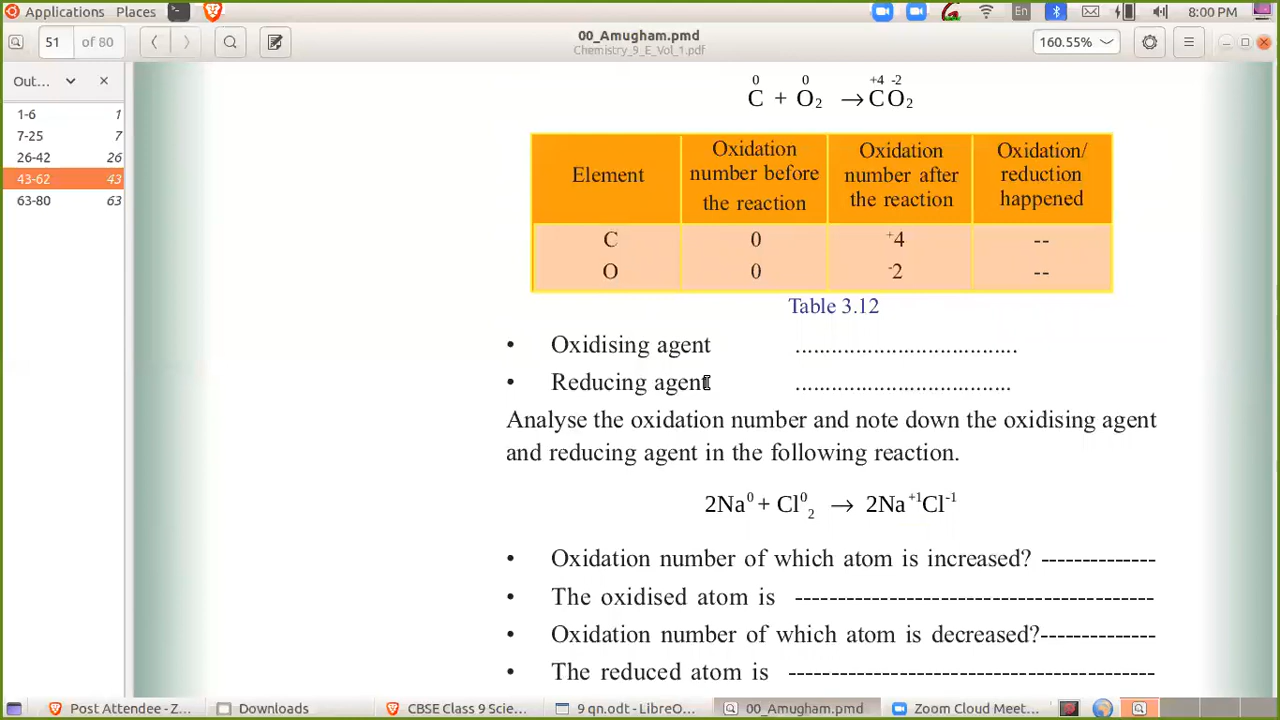 Applications Places En 8:00 PM
51 of 80 00_Amugham.pmd 160.55%
Chemistry_9_E_Vol_1.pdf
Out...
1-6 1
7-25 7
26-42 26
43-62 43
63-80 63
0 0 +4 -2
C + O2 → CO2
Element Oxidation number before the reaction Oxidation number after the reaction Oxidation/ reduction happened
C 0 +4 --
O 0 -2 --
Table 3.12
• Oxidising agent .....................................
• Reducing agent ....................................
Analyse the oxidation number and note down the oxidising agent
and reducing agent in the following reaction.
2Na⁰ + Cl⁰₂ → 2Na⁺¹Cl⁻¹
• Oxidation number of which atom is increased? --------------
• The oxidised atom is -------------------------------------------
• Oxidation number of which atom is decreased?--------------
• The reduced atom is --------------------------------------------
Post Attendee - Z... Downloads CBSE Class 9 Scie... 9 qn.odt - LibreO... 00_Amugham.pmd Zoom Cloud Meet...